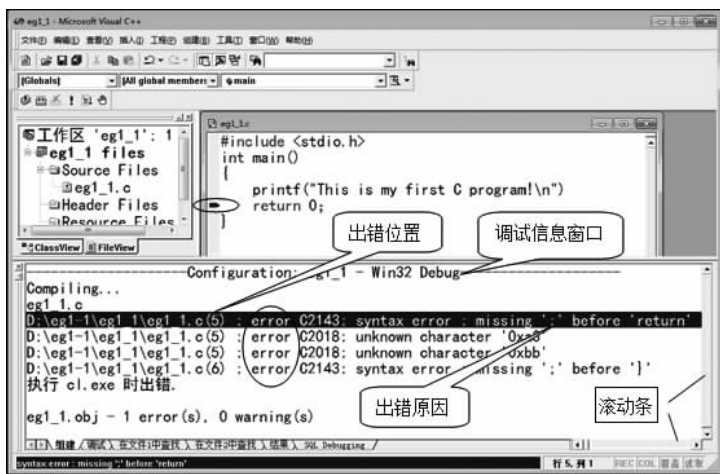 eg1_1 - Microsoft Visual C++
文件(F) 编辑(E) 查看(V) 插入(I) 工程(P) 组建(B) 工具(T) 窗口(W) 帮助(H)
(Globals) [All global members main
工作区 'eg1_1': 1
eg1_1 files
Source Files
eg1_1.c
Header Files
Resource Files
ClassView FileView
eg1_1.c
#include <stdio.h>
int main()
{
printf("This is my first C program!\n")
return 0;
}
出错位置
调试信息窗口
Configuration: eg1_1 - Win32 Debug
Compiling...
eg1_1.c
D:\eg1-1\eg1_1\eg1_1.c(5) : error C2143: syntax error : missing ';' before 'return'
D:\eg1-1\eg1_1\eg1_1.c(5) : error C2018: unknown character '0xa3'
D:\eg1-1\eg1_1\eg1_1.c(5) : error C2018: unknown character '0xbb'
D:\eg1-1\eg1_1\eg1_1.c(6) : error C2143: syntax error : missing ';' before '}'
执行 cl.exe 时出错.
出错原因
滚动条
eg1_1.obj - 1 error(s), 0 warning(s)
组建 调试 在文件1中查找 在文件2中查找 结果 SQL Debugging
syntax error : missing ';' before 'return'
行 5, 列 1 REC COL 覆盖 读取